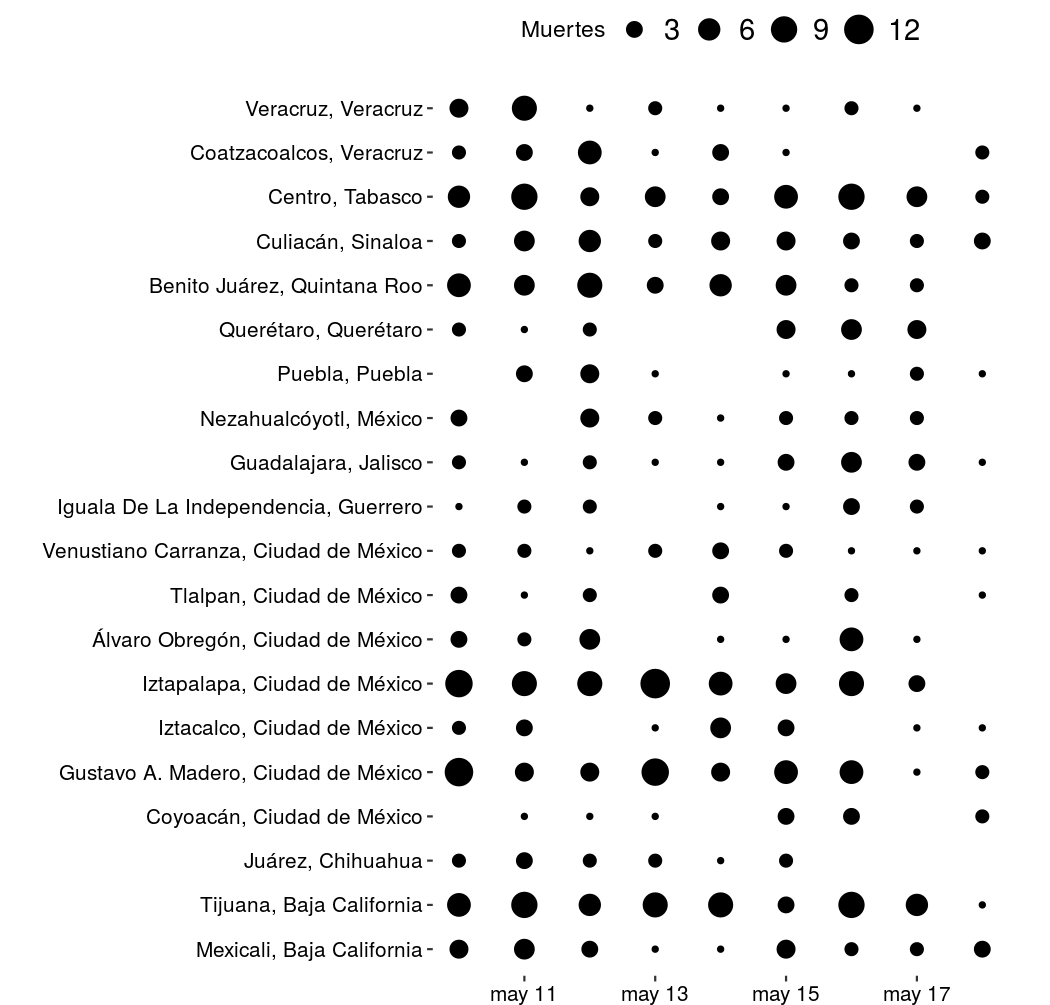 Muertes 3 6 9 12
Veracruz, Veracruz
Coatzacoalcos, Veracruz
Centro, Tabasco
Culiacán, Sinaloa
Benito Juárez, Quintana Roo
Querétaro, Querétaro
Puebla, Puebla
Nezahualcóyotl, México
Guadalajara, Jalisco
Iguala De La Independencia, Guerrero
Venustiano Carranza, Ciudad de México
Tlalpan, Ciudad de México
Álvaro Obregón, Ciudad de México
Iztapalapa, Ciudad de México
Iztacalco, Ciudad de México
Gustavo A. Madero, Ciudad de México
Coyoacán, Ciudad de México
Juárez, Chihuahua
Tijuana, Baja California
Mexicali, Baja California
may 11 may 13 may 15 may 17